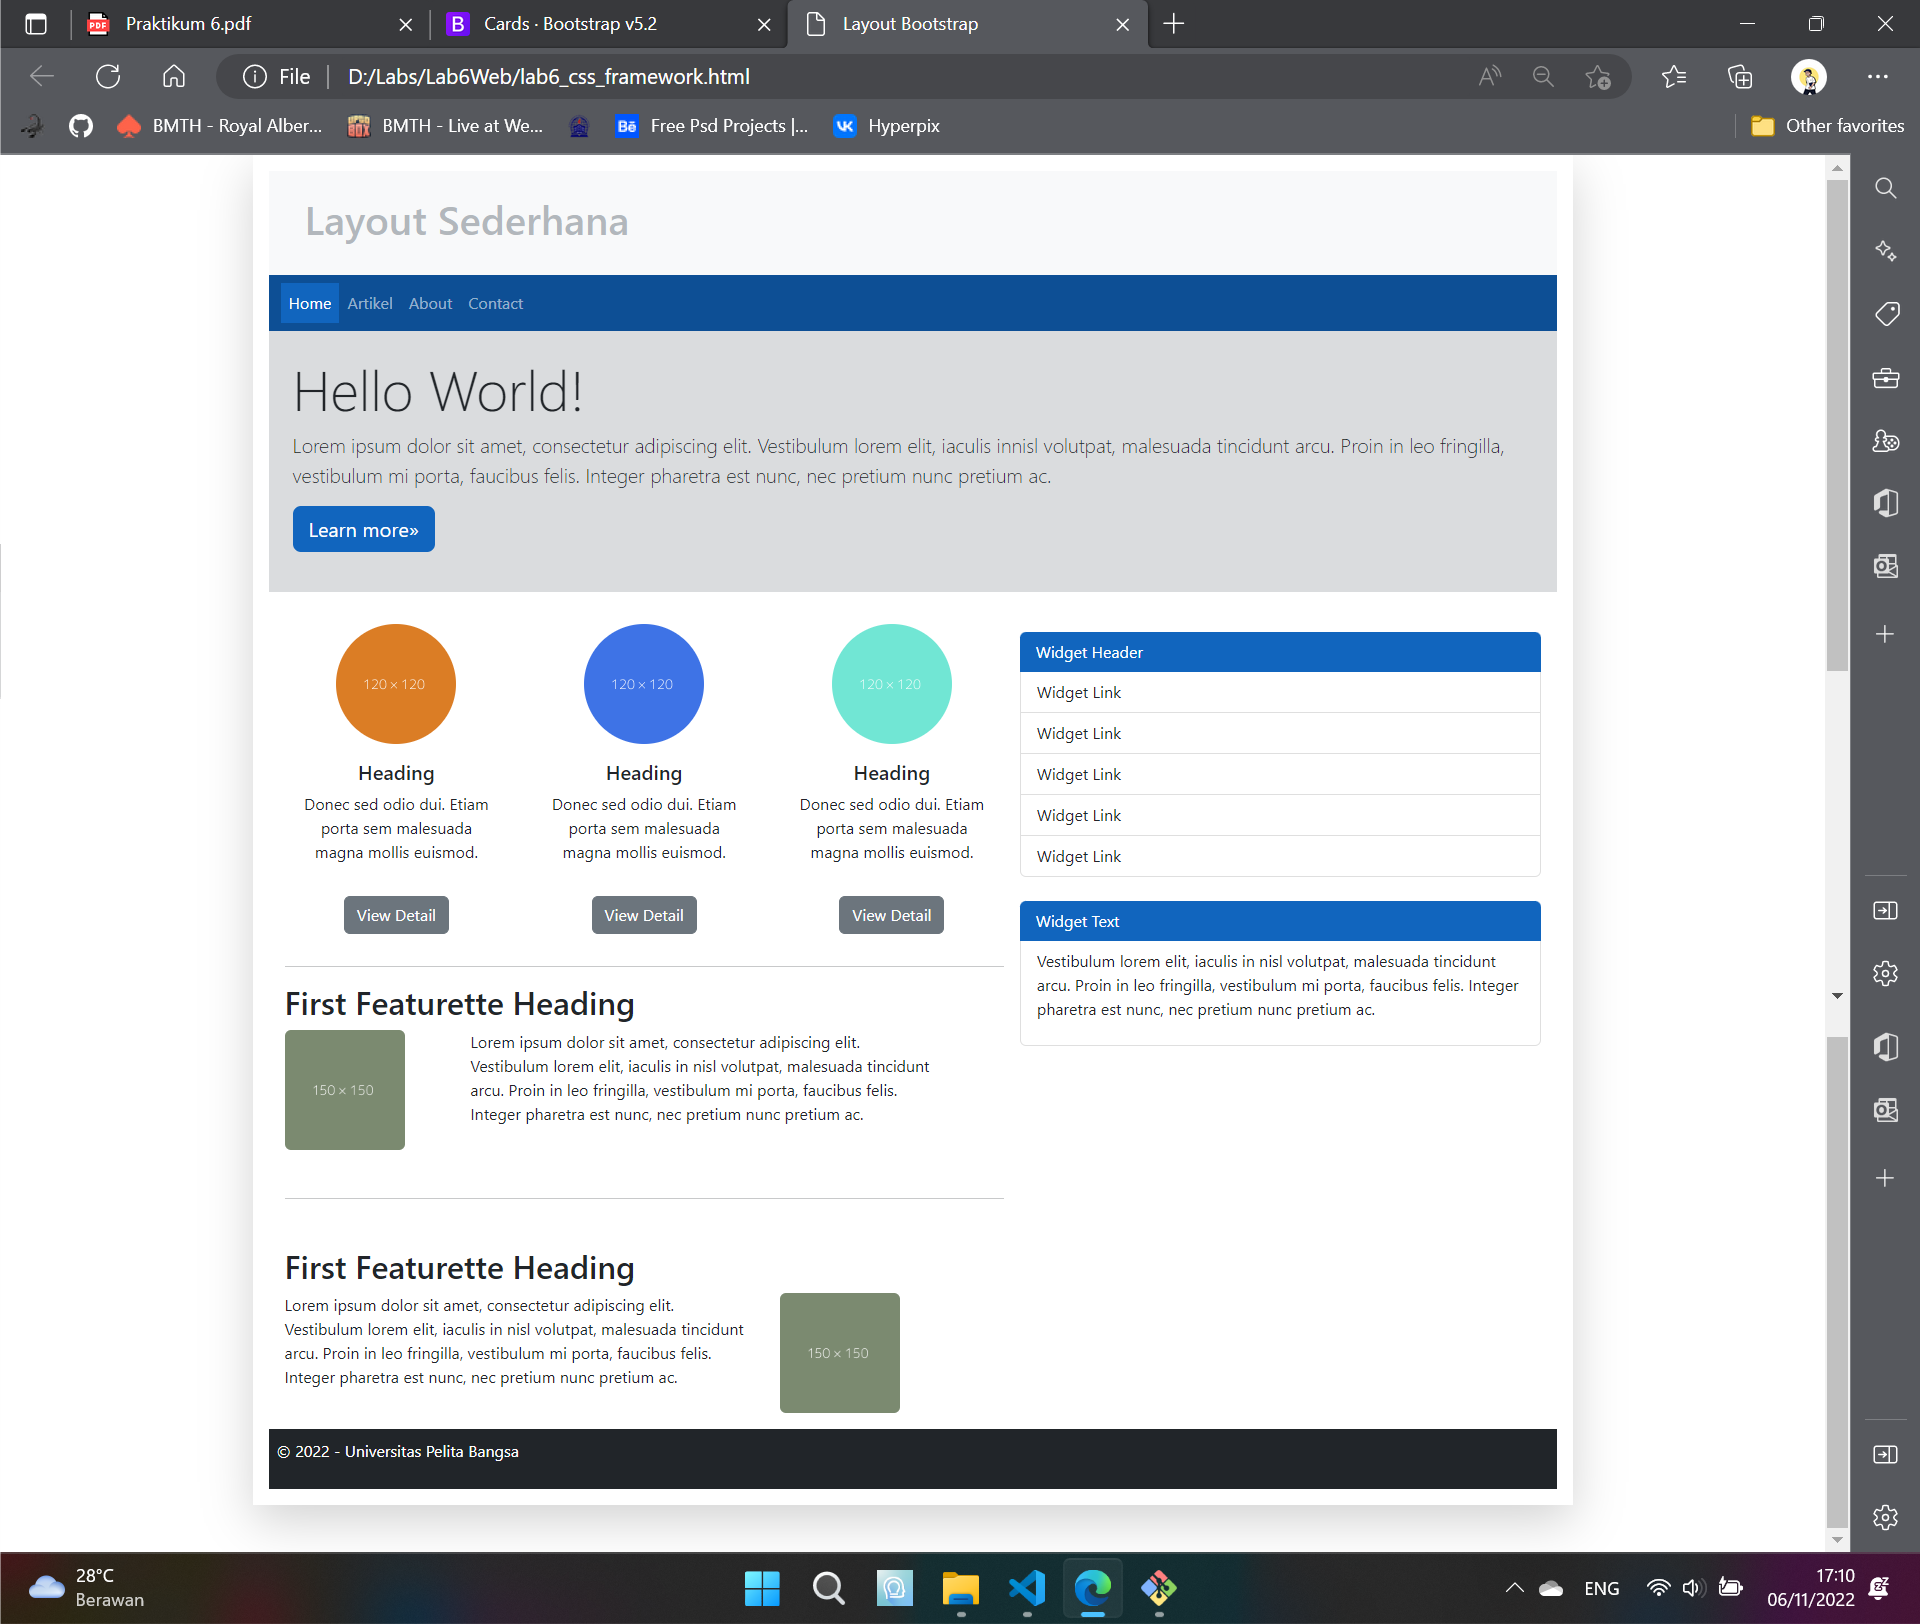 Praktikum 6.pdf
Cards · Bootstrap v5.2
Layout Bootstrap
File
D:/Labs/Lab6Web/lab6_css_framework.html
BMTH - Royal Alber...
BMTH - Live at We...
Free Psd Projects |...
Hyperpix
Other favorites
Layout Sederhana
Home Artikel About Contact
Hello World!
Lorem ipsum dolor sit amet, consectetur adipiscing elit. Vestibulum lorem elit, iaculis innisl volutpat, malesuada tincidunt arcu. Proin in leo fringilla,
vestibulum mi porta, faucibus felis. Integer pharetra est nunc, nec pretium nunc pretium ac.
Learn more»
120 × 120
Heading
Donec sed odio dui. Etiam
porta sem malesuada
magna mollis euismod.
View Detail
120 × 120
Heading
Donec sed odio dui. Etiam
porta sem malesuada
magna mollis euismod.
View Detail
120 × 120
Heading
Donec sed odio dui. Etiam
porta sem malesuada
magna mollis euismod.
View Detail
Widget Header
Widget Link
Widget Link
Widget Link
Widget Link
Widget Link
Widget Text
Vestibulum lorem elit, iaculis in nisl volutpat, malesuada tincidunt
arcu. Proin in leo fringilla, vestibulum mi porta, faucibus felis. Integer
pharetra est nunc, nec pretium nunc pretium ac.
First Featurette Heading
150 × 150
Lorem ipsum dolor sit amet, consectetur adipiscing elit.
Vestibulum lorem elit, iaculis in nisl volutpat, malesuada tincidunt
arcu. Proin in leo fringilla, vestibulum mi porta, faucibus felis.
Integer pharetra est nunc, nec pretium nunc pretium ac.
First Featurette Heading
Lorem ipsum dolor sit amet, consectetur adipiscing elit.
Vestibulum lorem elit, iaculis in nisl volutpat, malesuada tincidunt
arcu. Proin in leo fringilla, vestibulum mi porta, faucibus felis.
Integer pharetra est nunc, nec pretium nunc pretium ac.
150 × 150
© 2022 - Universitas Pelita Bangsa
28°C
Berawan
ENG
17:10
06/11/2022